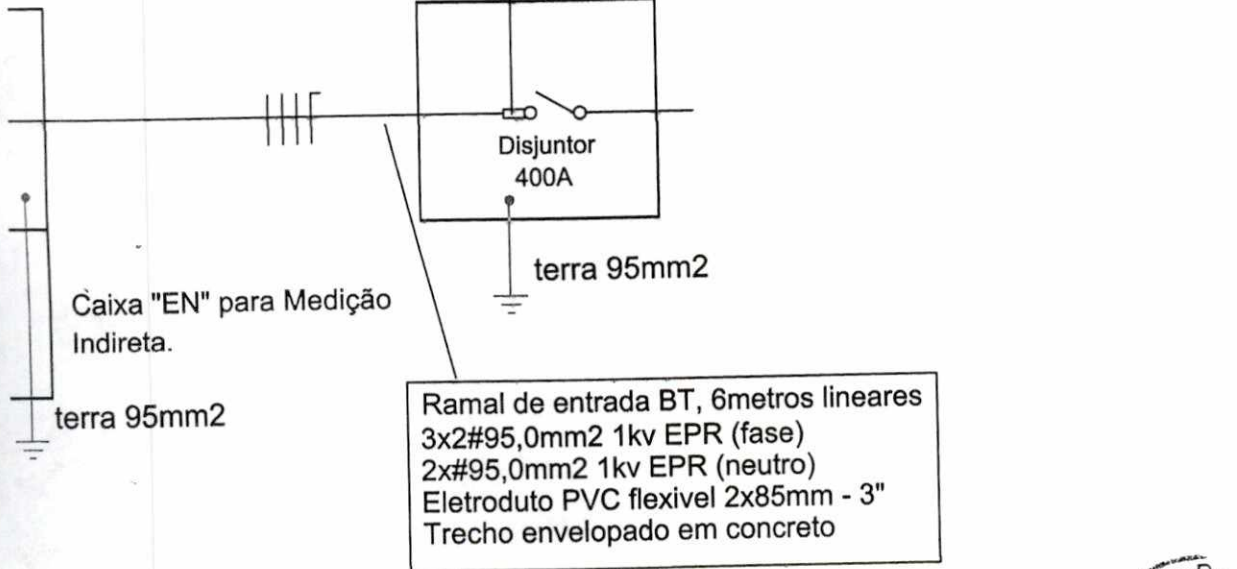 Disjuntor
400A
terra 95mm2
Caixa "EN" para Medição
Indireta.
terra 95mm2
Ramal de entrada BT, 6metros lineares
3x2#95,0mm2 1kv EPR (fase)
2x#95,0mm2 1kv EPR (neutro)
Eletroduto PVC flexivel 2x85mm - 3"
Trecho envelopado em concreto